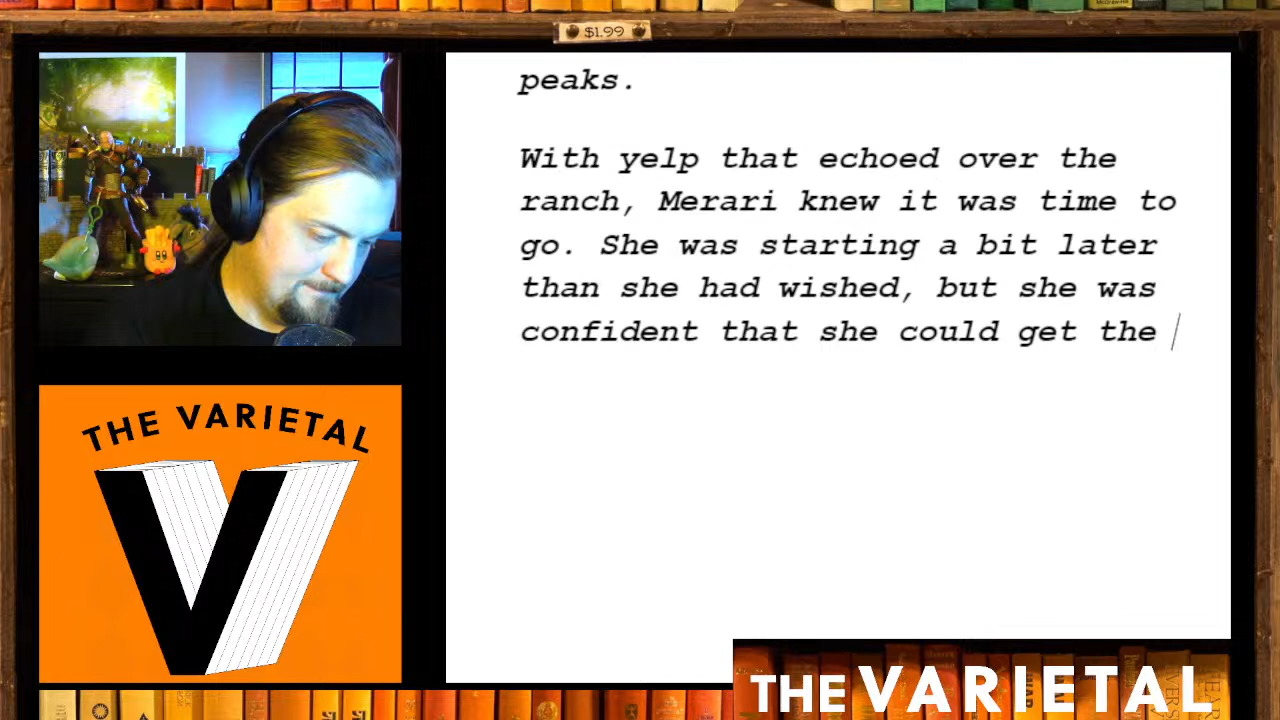 $1.99
peaks.
With yelp that echoed over the
ranch, Merari knew it was time to
go. She was starting a bit later
than she had wished, but she was
confident that she could get the
THE VARIETAL
V
THE VARIETAL